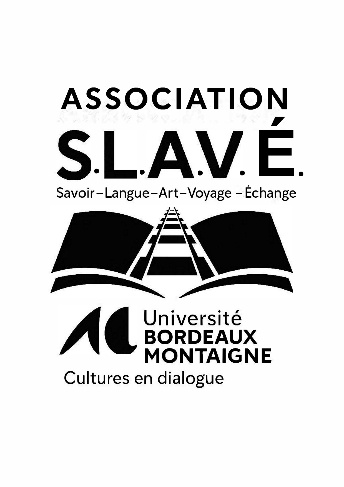 ASSOCIATION
S.L.A.V.É.
Savoir–Langue–Art–Voyage – Échange
Université
BORDEAUX
MONTAIGNE
Cultures en dialogue